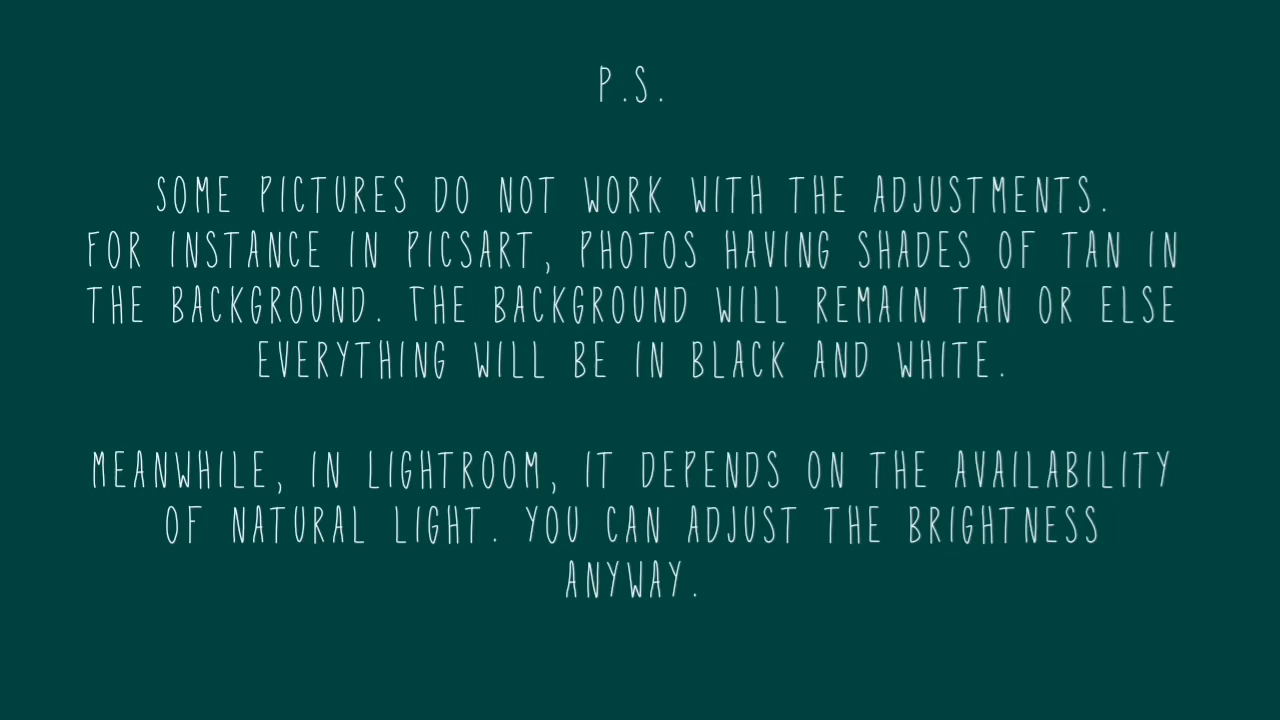 P.S.
SOME PICTURES DO NOT WORK WITH THE ADJUSTMENTS.
FOR INSTANCE IN PICSART, PHOTOS HAVING SHADES OF TAN IN
THE BACKGROUND. THE BACKGROUND WILL REMAIN TAN OR ELSE
EVERYTHING WILL BE IN BLACK AND WHITE.
MEANWHILE, IN LIGHTROOM, IT DEPENDS ON THE AVAILABILITY
OF NATURAL LIGHT. YOU CAN ADJUST THE BRIGHTNESS
ANYWAY.